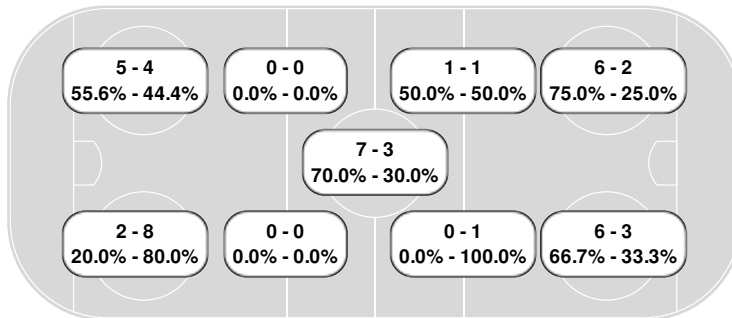 5 - 4
55.6% - 44.4%
0 - 0
0.0% - 0.0%
1 - 1
50.0% - 50.0%
6 - 2
75.0% - 25.0%
7 - 3
70.0% - 30.0%
2 - 8
20.0% - 80.0%
0 - 0
0.0% - 0.0%
0 - 1
0.0% - 100.0%
6 - 3
66.7% - 33.3%